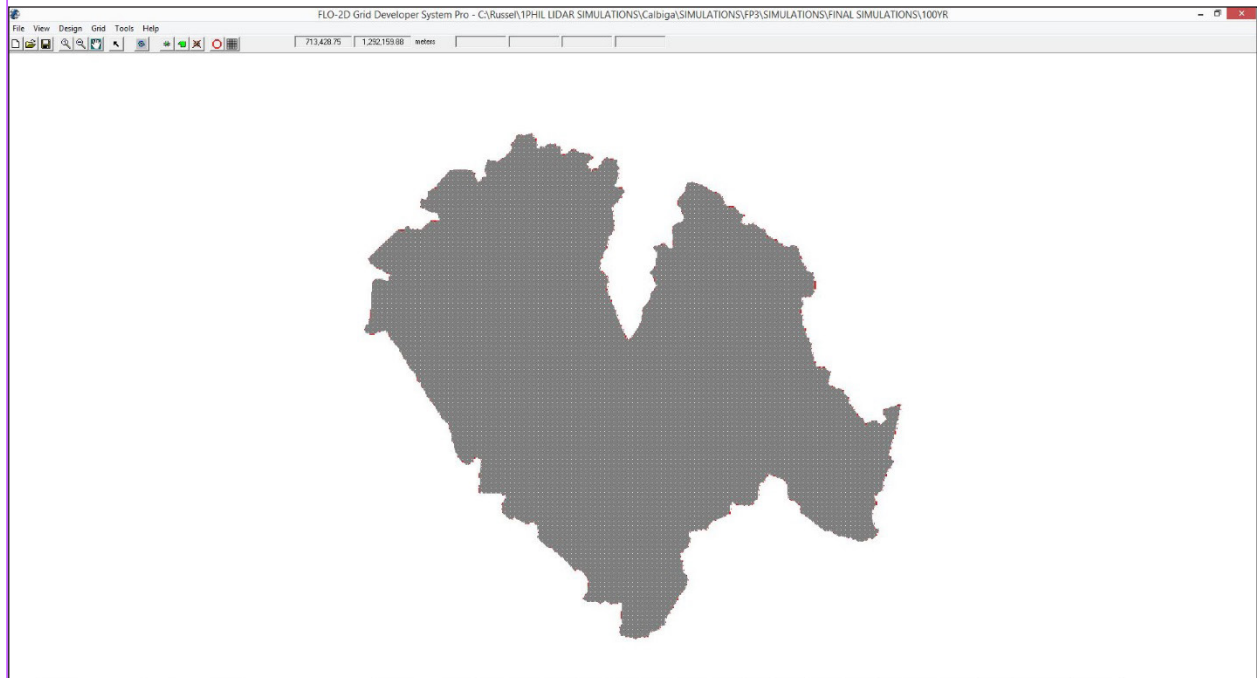 FLO-2D Grid Developer System Pro - C:\Russel\1PHIL LIDAR SIMULATIONS\Calbiga\SIMULATIONS\FP3\SIMULATIONS\FINAL SIMULATIONS\100YR
File View Design Grid Tools Help
713,428.75 1,292,159.88 meters